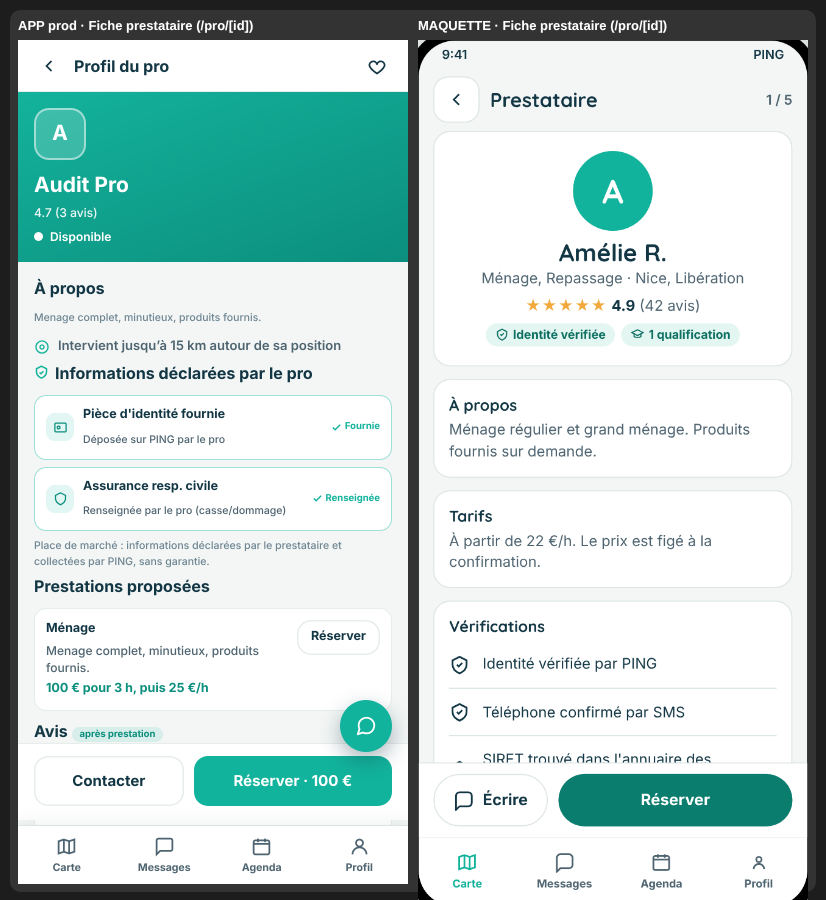 APP prod · Fiche prestataire (/pro/[id])
Profil du pro
A
Audit Pro
4.7 (3 avis)
Disponible
À propos
Menage complet, minutieux, produits fournis.
Intervient jusqu'à 15 km autour de sa position
Informations déclarées par le pro
Pièce d'identité fournie
Déposée sur PING par le pro
Fournie
Assurance resp. civile
Renseignée par le pro (casse/dommage)
Renseignée
Place de marché : informations déclarées par le prestataire et
collectées par PING, sans garantie.
Prestations proposées
Ménage
Menage complet, minutieux, produits
fournis.
100 € pour 3 h, puis 25 €/h
Réserver
Avis après prestation
Contacter
Réserver · 100 €
Carte
Messages
Agenda
Profil
MAQUETTE · Fiche prestataire (/pro/[id])
9:41
PING
Prestataire
1 / 5
A
Amélie R.
Ménage, Repassage · Nice, Libération
★★★★★ 4.9 (42 avis)
Identité vérifiée
1 qualification
À propos
Ménage régulier et grand ménage. Produits
fournis sur demande.
Tarifs
À partir de 22 €/h. Le prix est figé à la
confirmation.
Vérifications
Identité vérifiée par PING
Téléphone confirmé par SMS
SIRET trouvé dans l'annuaire des
Écrire
Réserver
Carte
Messages
Agenda
Profil